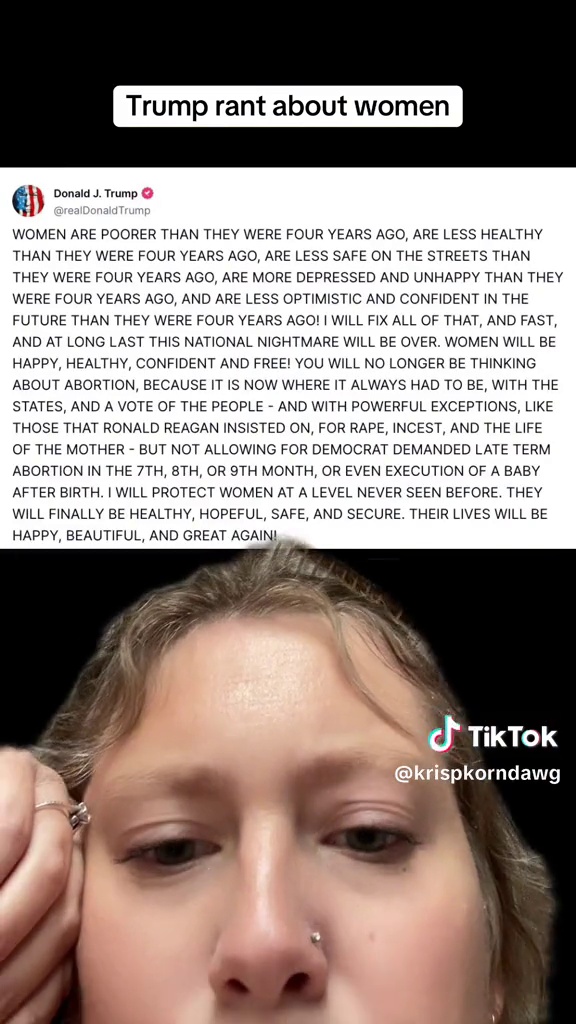 Trump rant about women
Donald J. Trump
@realDonaldTrump
WOMEN ARE POORER THAN THEY WERE FOUR YEARS AGO, ARE LESS HEALTHY
THAN THEY WERE FOUR YEARS AGO, ARE LESS SAFE ON THE STREETS THAN
THEY WERE FOUR YEARS AGO, ARE MORE DEPRESSED AND UNHAPPY THAN THEY
WERE FOUR YEARS AGO, AND ARE LESS OPTIMISTIC AND CONFIDENT IN THE
FUTURE THAN THEY WERE FOUR YEARS AGO! I WILL FIX ALL OF THAT, AND FAST,
AND AT LONG LAST THIS NATIONAL NIGHTMARE WILL BE OVER. WOMEN WILL BE
HAPPY, HEALTHY, CONFIDENT AND FREE! YOU WILL NO LONGER BE THINKING
ABOUT ABORTION, BECAUSE IT IS NOW WHERE IT ALWAYS HAD TO BE, WITH THE
STATES, AND A VOTE OF THE PEOPLE - AND WITH POWERFUL EXCEPTIONS, LIKE
THOSE THAT RONALD REAGAN INSISTED ON, FOR RAPE, INCEST, AND THE LIFE
OF THE MOTHER - BUT NOT ALLOWING FOR DEMOCRAT DEMANDED LATE TERM
ABORTION IN THE 7TH, 8TH, OR 9TH MONTH, OR EVEN EXECUTION OF A BABY
AFTER BIRTH. I WILL PROTECT WOMEN AT A LEVEL NEVER SEEN BEFORE. THEY
WILL FINALLY BE HEALTHY, HOPEFUL, SAFE, AND SECURE. THEIR LIVES WILL BE
HAPPY, BEAUTIFUL, AND GREAT AGAIN!
TikTok
@krispkorndawg